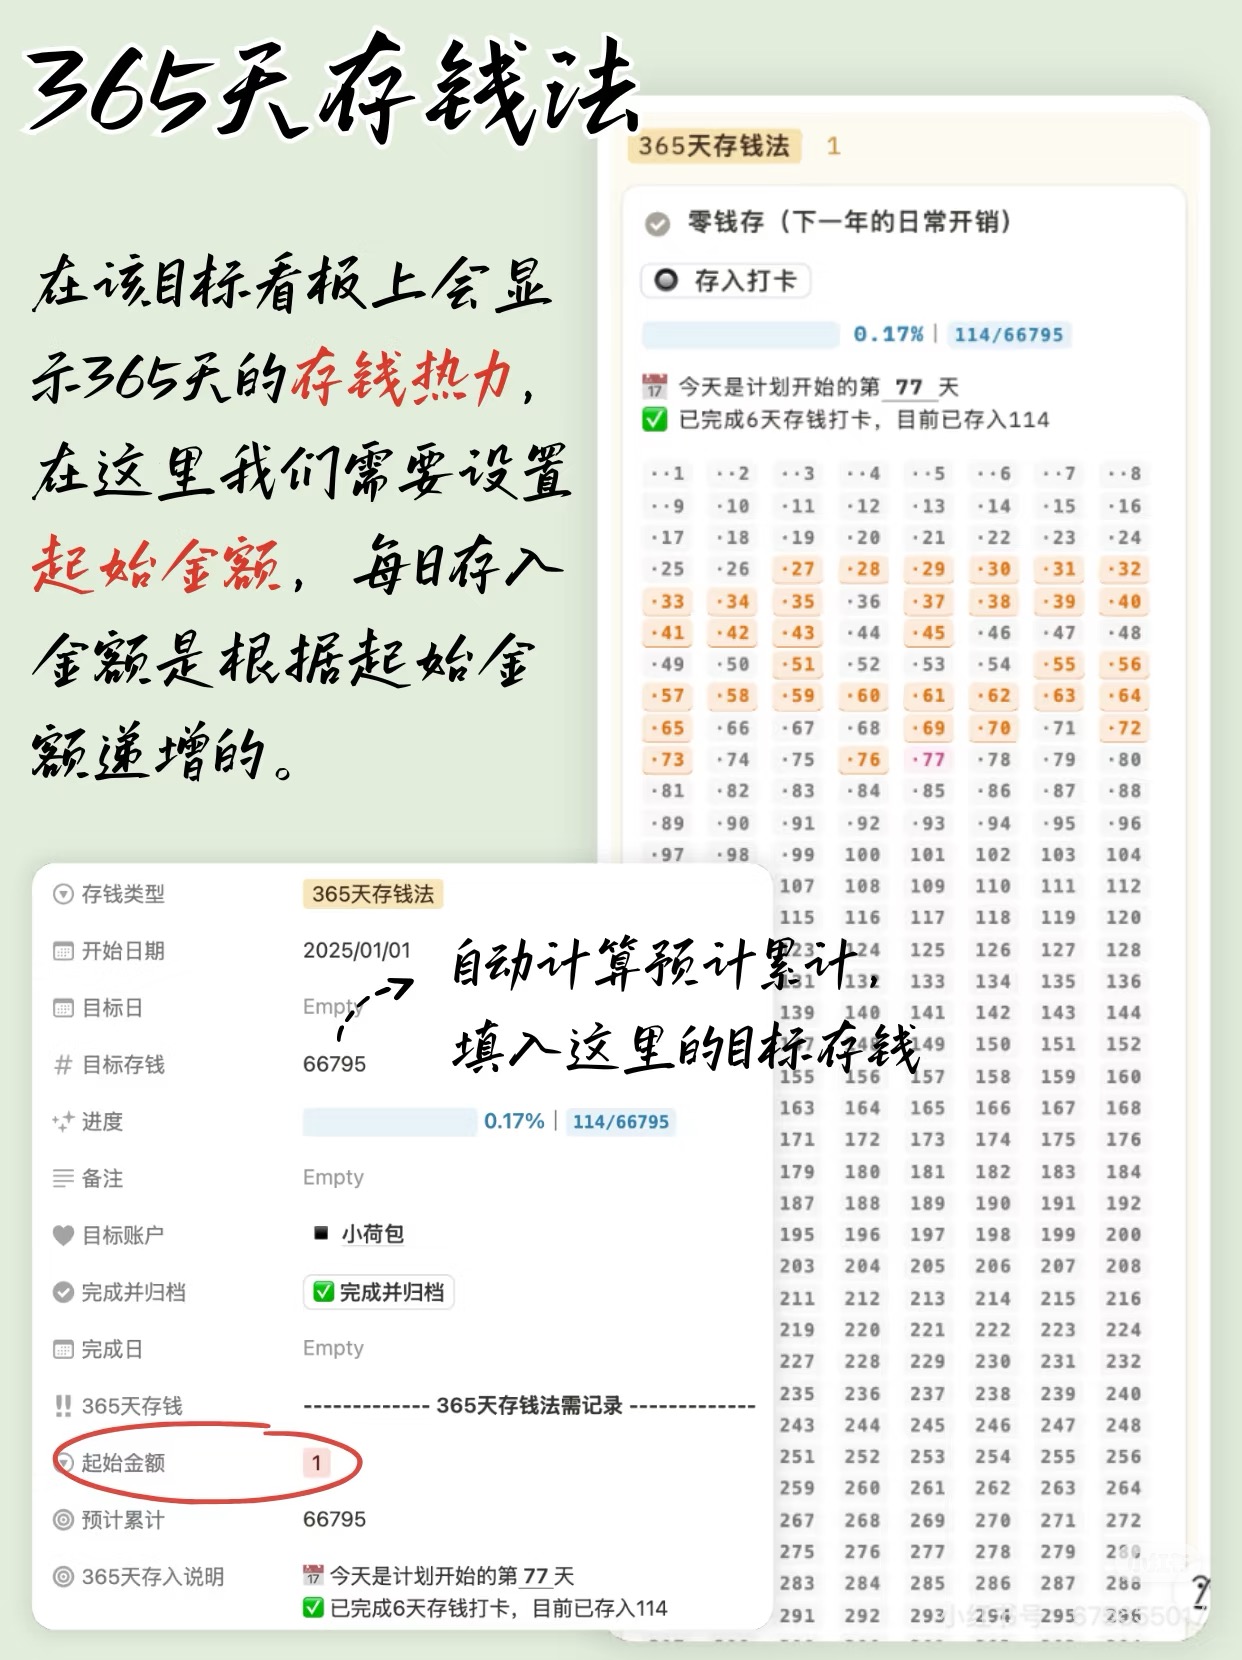 365天存钱法
在该目标看板上会显
示365天的存钱热力，
在这里我们需要设置
起始金额， 每日存入
金额是根据起始金
额递增的。
365天存钱法 1
零钱存（下一年的日常开销）
存入打卡
0.17% | 114/66795
17 今天是计划开始的第 77 天
已完成6天存钱打卡，目前已存入114
··1 ··2 ··3 ··4 ··5 ··6 ··7 ··8
··9 ·10 ·11 ·12 ·13 ·14 ·15 ·16
·17 ·18 ·19 ·20 ·21 ·22 ·23 ·24
·25 ·26 ·27 ·28 ·29 ·30 ·31 ·32
·33 ·34 ·35 ·36 ·37 ·38 ·39 ·40
·41 ·42 ·43 ·44 ·45 ·46 ·47 ·48
·49 ·50 ·51 ·52 ·53 ·54 ·55 ·56
·57 ·58 ·59 ·60 ·61 ·62 ·63 ·64
·65 ·66 ·67 ·68 ·69 ·70 ·71 ·72
·73 ·74 ·75 ·76 ·77 ·78 ·79 ·80
·81 ·82 ·83 ·84 ·85 ·86 ·87 ·88
·89 ·90 ·91 ·92 ·93 ·94 ·95 ·96
·97 ·98 ·99 100 101 102 103 104
107 108 109 110 111 112
115 116 117 118 119 120
124 125 126 127 128
133 134 135 136
139 140 141 142 143 144
149 150 151 152
155 156 157 158 159 160
163 164 165 166 167 168
171 172 173 174 175 176
179 180 181 182 183 184
187 188 189 190 191 192
195 196 197 198 199 200
203 204 205 206 207 208
211 212 213 214 215 216
219 220 221 222 223 224
227 228 229 230 231 232
235 236 237 238 239 240
243 244 245 246 247 248
251 252 253 254 255 256
259 260 261 262 263 264
267 268 269 270 271 272
275 276 277 278 279 280
283 284 285 286 287 288
291 292 293 294 295 296
存钱类型 365天存钱法
开始日期 2025/01/01
目标日 Empty
目标存钱 66795
自动计算预计累计，
填入这里的目标存钱
进度 0.17% | 114/66795
备注 Empty
目标账户 小荷包
完成并归档 完成并归档
完成日 Empty
365天存钱 ------------- 365天存钱法需记录 -------------
起始金额 1
预计累计 66795
365天存入说明 17 今天是计划开始的第 77 天
已完成6天存钱打卡，目前已存入114